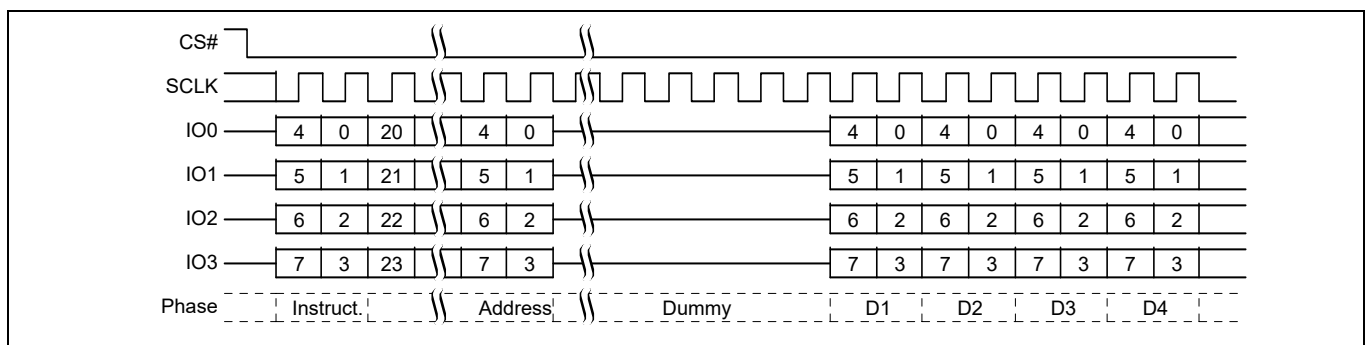 CS#
SCLK
IO0 4 0 20 4 0 4 0 4 0 4 0 4 0
IO1 5 1 21 5 1 5 1 5 1 5 1 5 1
IO2 6 2 22 6 2 6 2 6 2 6 2 6 2
IO3 7 3 23 7 3 7 3 7 3 7 3 7 3
Phase Instruct. Address Dummy D1 D2 D3 D4